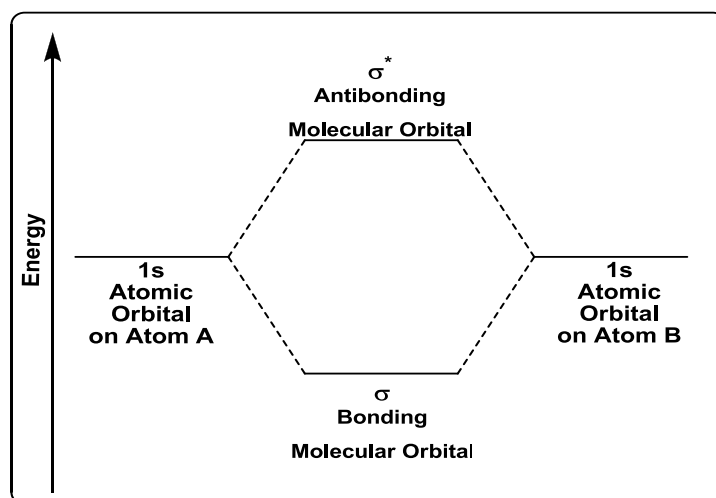 σ*
Antibonding
Molecular Orbital
Energy
1s
Atomic
Orbital
on Atom A
1s
Atomic
Orbital
on Atom B
σ
Bonding
Molecular Orbital